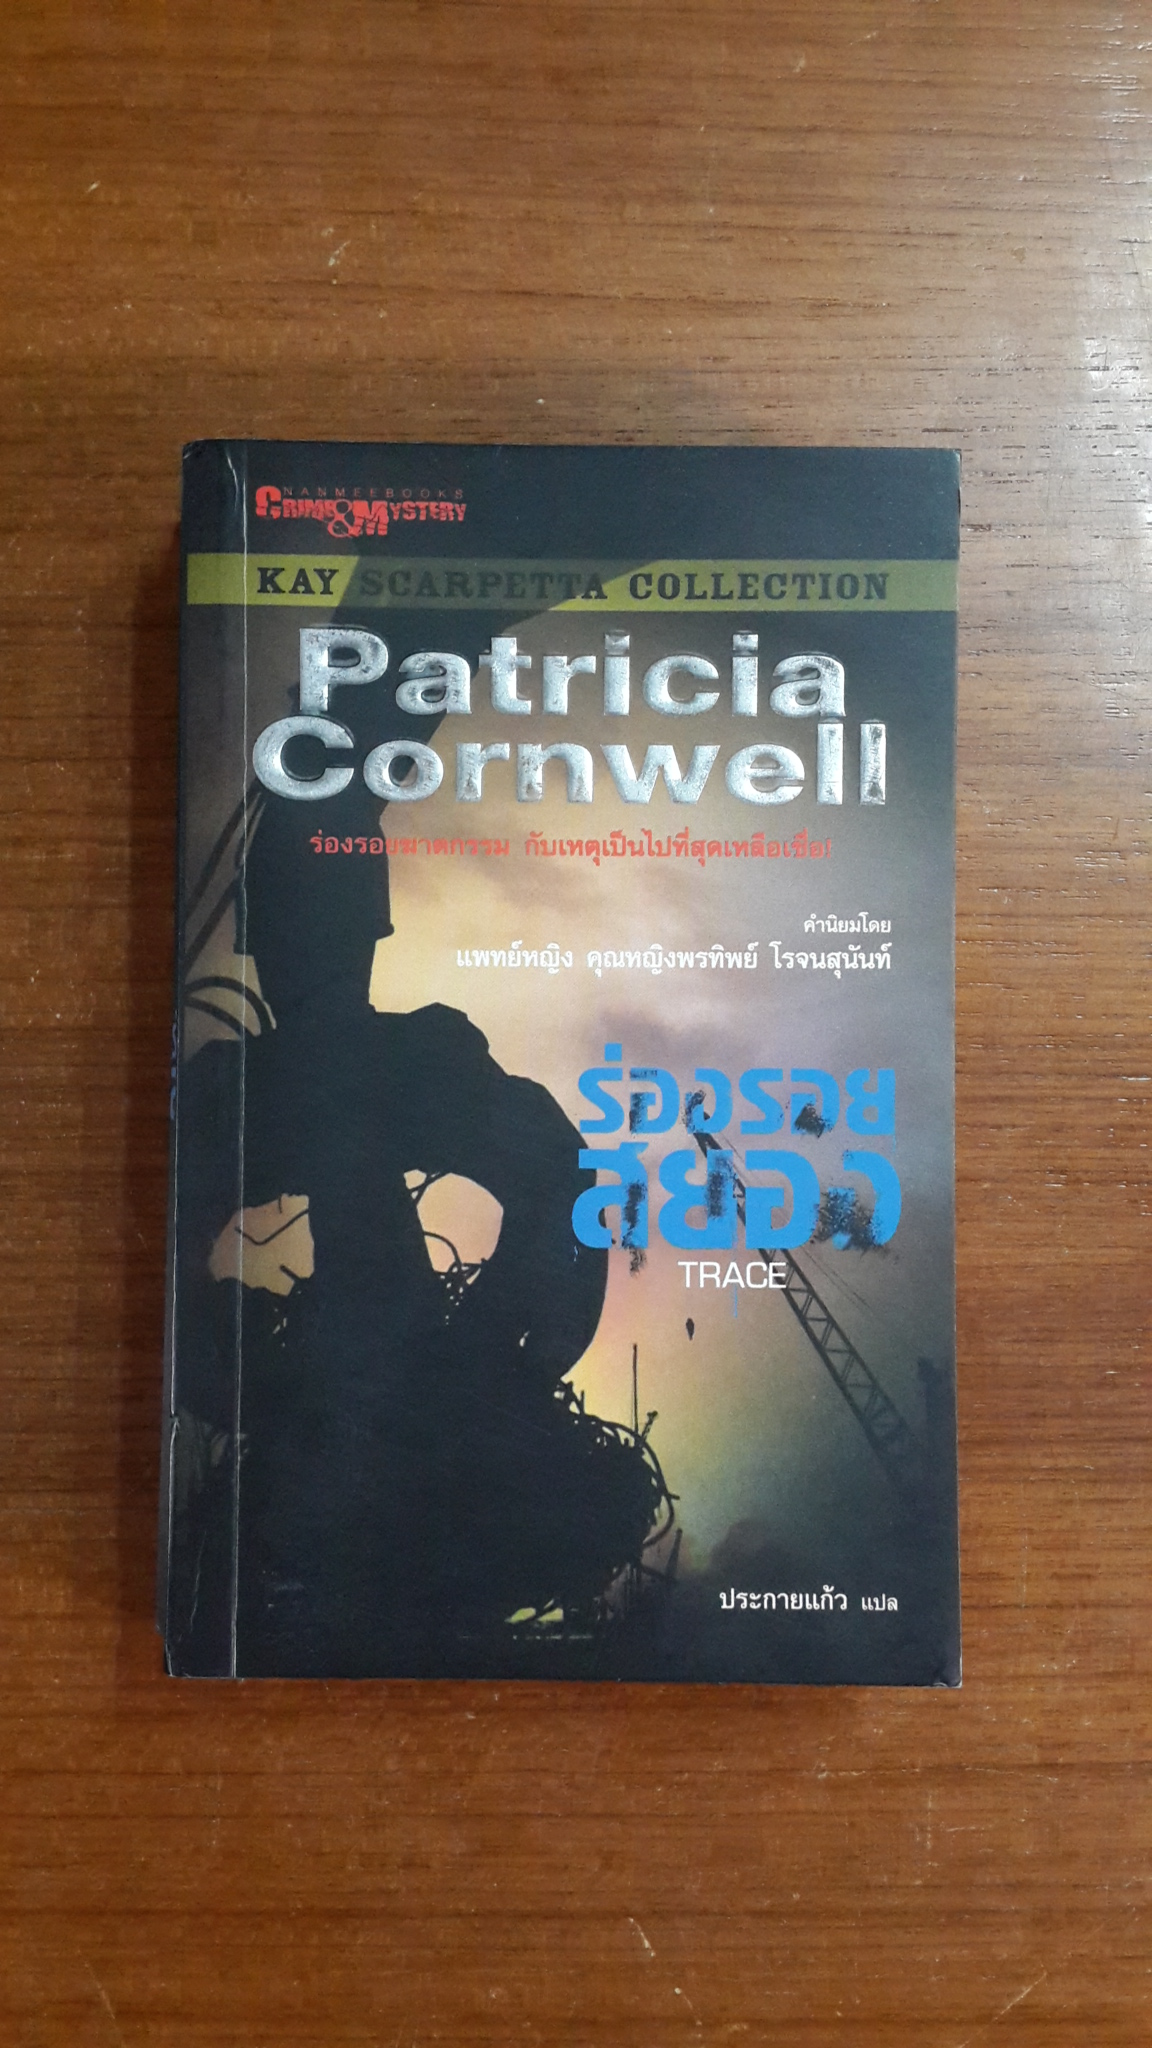 NANMEEBOOKS
CRIME & MYSTERY
KAY SCARPETTA COLLECTION
Patricia
Cornwell
ร่องรอยฆาตกรรม กับเหตุเป็นไปที่สุดเหลือเชื่อ!
คำนิยมโดย
แพทย์หญิง คุณหญิงพรทิพย์ โรจนสุนันท์
ร่องรอย
สยอง
TRACE
ประกายแก้ว แปล